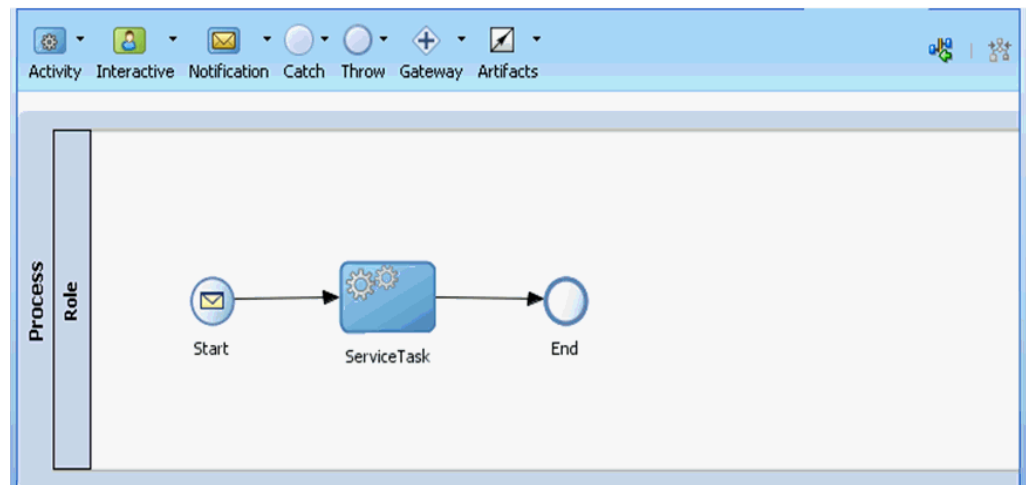 Activity Interactive Notification Catch Throw Gateway Artifacts
Process
Role
Start
ServiceTask
End